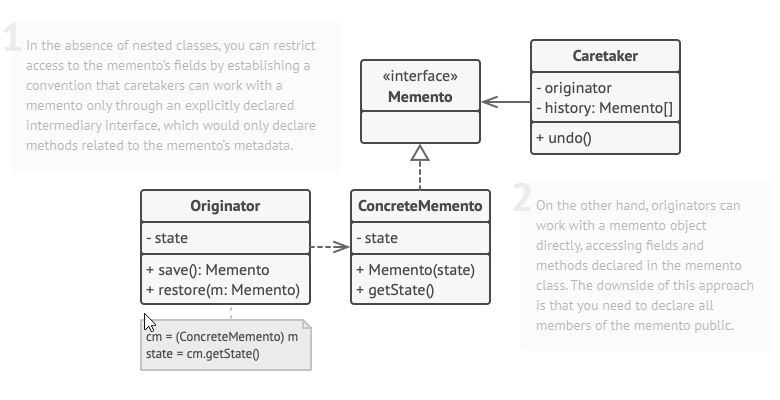 1
In the absence of nested classes, you can restrict
access to the memento's fields by establishing a
convention that caretakers can work with a
memento only through an explicitly declared
intermediary interface, which would only declare
methods related to the memento's metadata.
«interface»
Memento
Caretaker
- originator
- history: Memento[]
+ undo()
Originator
- state
+ save(): Memento
+ restore(m: Memento)
ConcreteMemento
- state
+ Memento(state)
+ getState()
cm = (ConcreteMemento) m
state = cm.getState()
2
On the other hand, originators can
work with a memento object
directly, accessing fields and
methods declared in the memento
class. The downside of this approach
is that you need to declare all
members of the memento public.